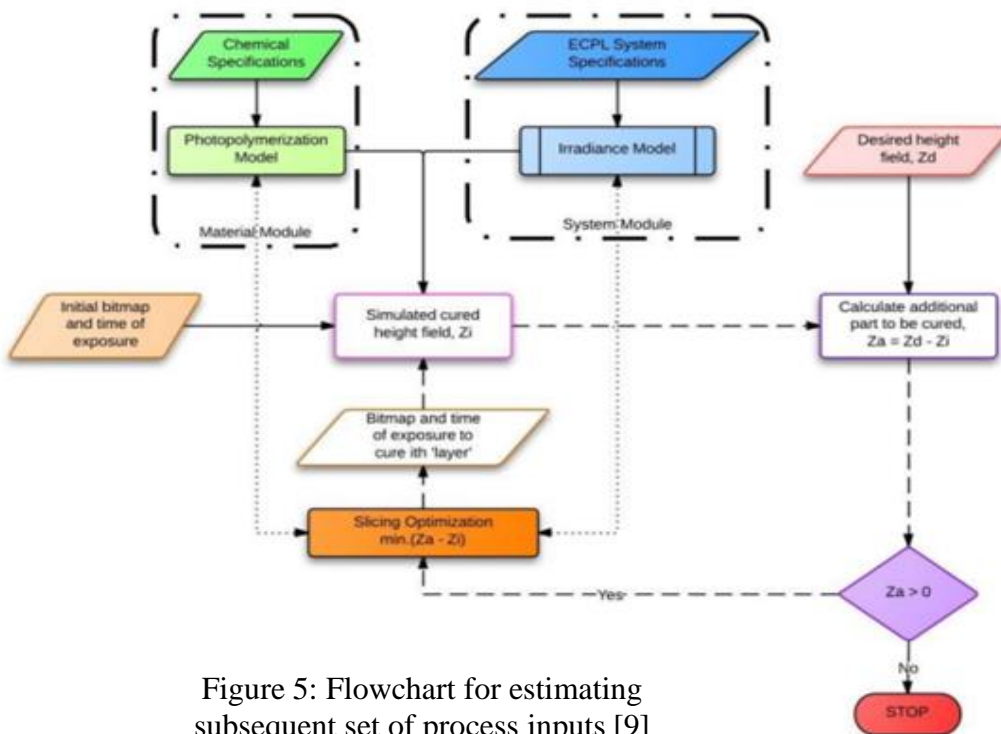 Chemical
Specifications
ECPL System
Specifications
Photopolymerization
Model
Irradiance Model
Desired height
field, Zd
Material Module
System Module
Initial bitmap
and time of
exposure
Simulated cured
height field, Zi
Calculate additional
part to be cured,
Za = Zd - Zi
Bitmap and time
of exposure to
cure ith 'layer'
Slicing Optimization
min.(Za - Zi)
Yes
Za > 0
No
STOP
Figure 5: Flowchart for estimating
subsequent set of process inputs [9]